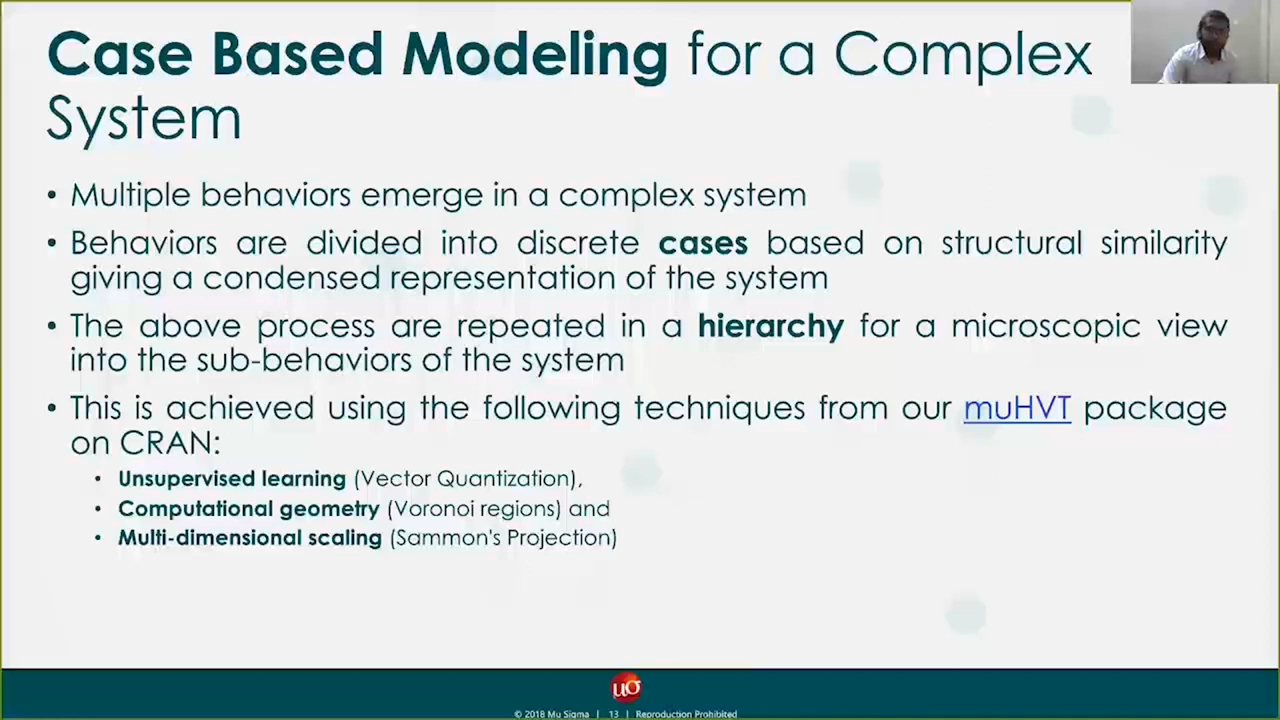 Case Based Modeling for a Complex
System
• Multiple behaviors emerge in a complex system
• Behaviors are divided into discrete cases based on structural similarity
giving a condensed representation of the system
• The above process are repeated in a hierarchy for a microscopic view
into the sub-behaviors of the system
• This is achieved using the following techniques from our muHVT package
on CRAN:
• Unsupervised learning (Vector Quantization),
• Computational geometry (Voronoi regions) and
• Multi-dimensional scaling (Sammon's Projection)
μσ
© 2018 Mu Sigma | 13 | Reproduction Prohibited